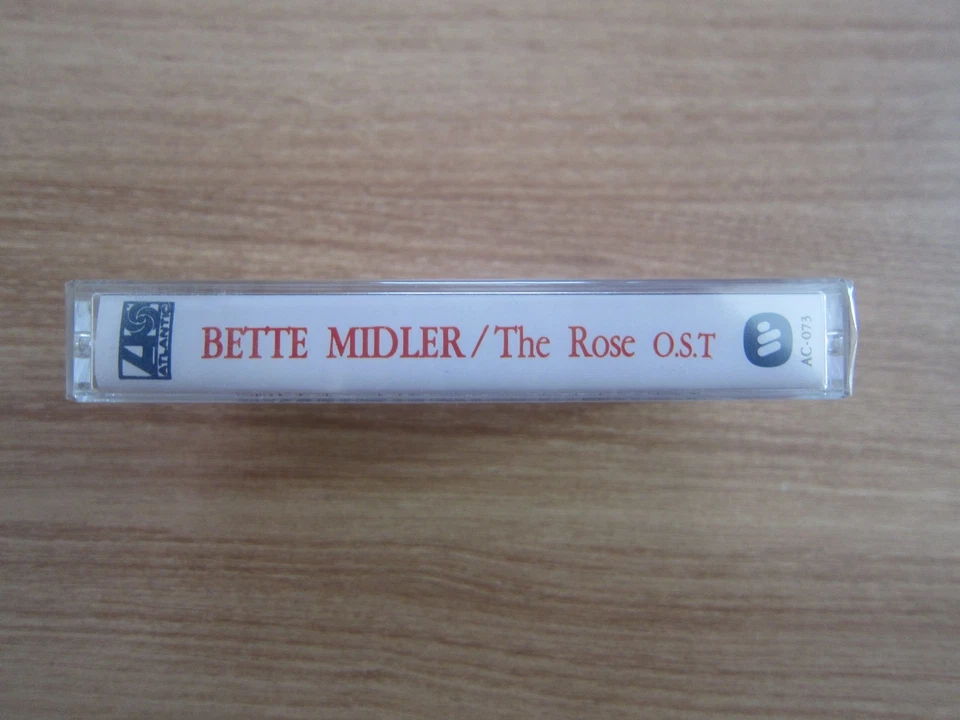 ATLANTIC
BETTE MIDLER/The Rose O.S.T
AC-073